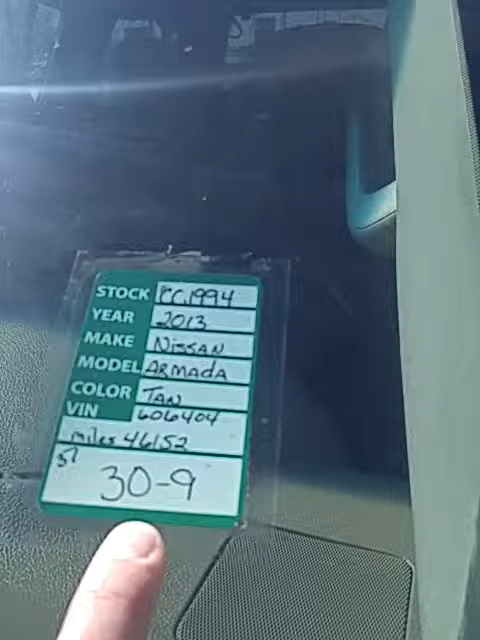 STOCK PC1994
YEAR 2013
MAKE NISSAN
MODEL ARMADA
COLOR TAN
VIN 606404
miles 46152
30-9